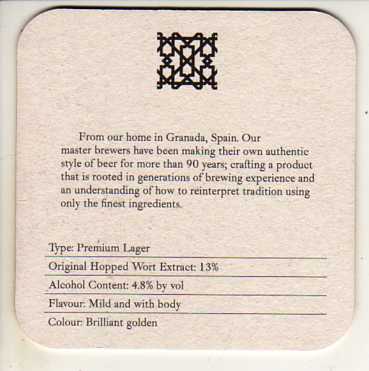 From our home in Granada, Spain. Our
master brewers have been making their own authentic
style of beer for more than 90 years; crafting a product
that is rooted in generations of brewing experience and
an understanding of how to reinterpret tradition using
only the finest ingredients.
Type: Premium Lager
Original Hopped Wort Extract: 13%
Alcohol Content: 4.8% by vol
Flavour: Mild and with body
Colour: Brilliant golden